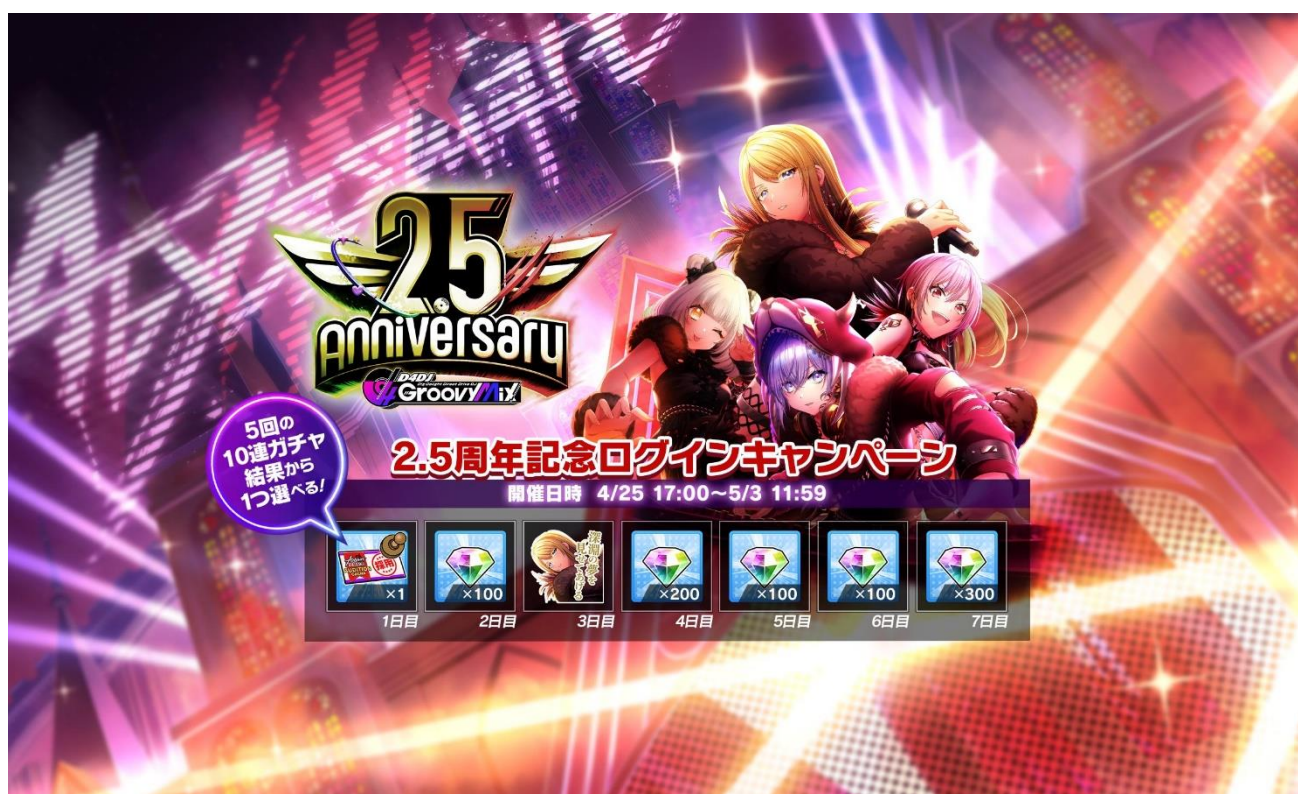 2.5
Anniversary
D4DJ
Groovy Mix
5回の
10連ガチャ
結果から
1つ選べる!
2.5周年記念ログインキャンペーン
開催日時 4/25 17:00~5/3 11:59
採用
×1
×100
×200
×100
×100
×300
1日目
2日目
3日目
4日目
5日目
6日目
7日目